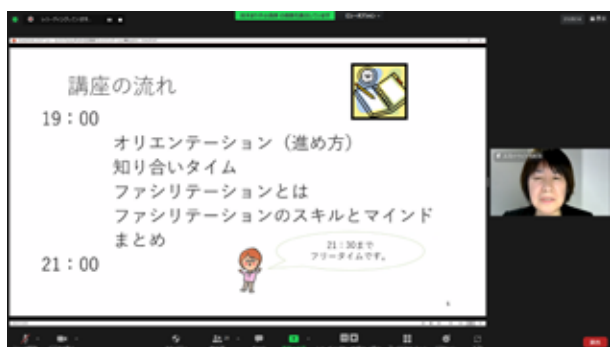 講座の流れ
19：00
オリエンテーション（進め方）
知り合いタイム
ファシリテーションとは
ファシリテーションのスキルとマインド
まとめ
21：00
21：30まで
フリータイムです。